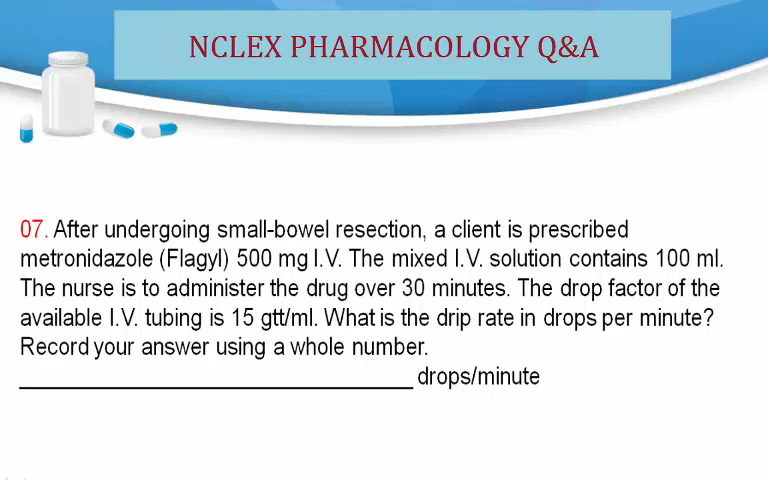 NCLEX PHARMACOLOGY Q&A
07. After undergoing small-bowel resection, a client is prescribed
metronidazole (Flagyl) 500 mg I.V. The mixed I.V. solution contains 100 ml.
The nurse is to administer the drug over 30 minutes. The drop factor of the
available I.V. tubing is 15 gtt/ml. What is the drip rate in drops per minute?
Record your answer using a whole number.
______________________________ drops/minute